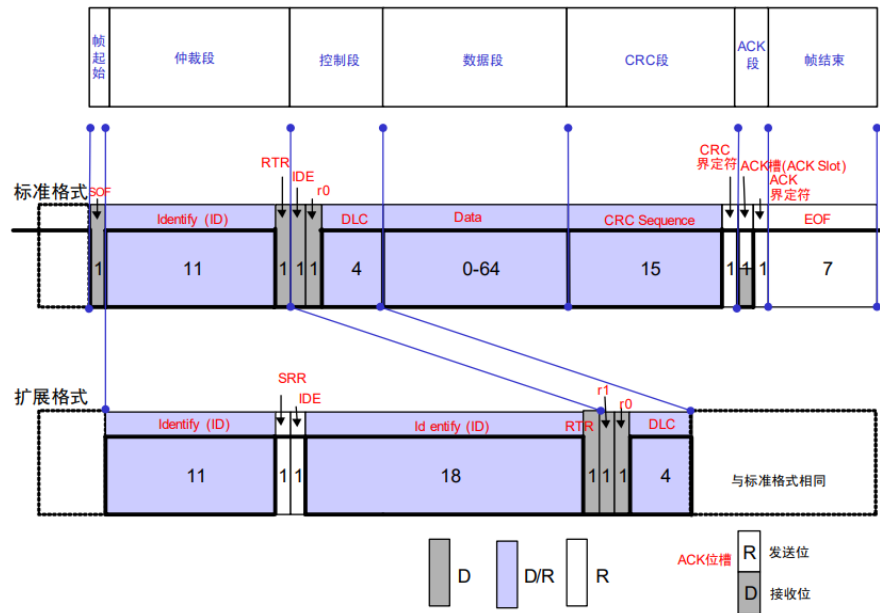 帧起始
仲裁段
控制段
数据段
CRC段
ACK段
帧结束
标准格式
SOF
RTR
IDE
r0
CRC
界定符
ACK槽(ACK Slot)
ACK
界定符
Identify (ID)
DLC
Data
CRC Sequence
EOF
1
11
1
1
1
4
0-64
15
1
1
1
7
扩展格式
SRR
IDE
r1
r0
Identify (ID)
Id entify (ID)
RTR
DLC
11
1
1
18
1
1
1
4
与标准格式相同
D
D/R
R
ACK位槽
R
发送位
D
接收位